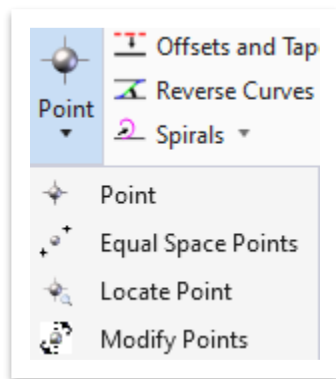 Offsets and Tap
Reverse Curves
Point
Spirals
Point
Equal Space Points
Locate Point
Modify Points